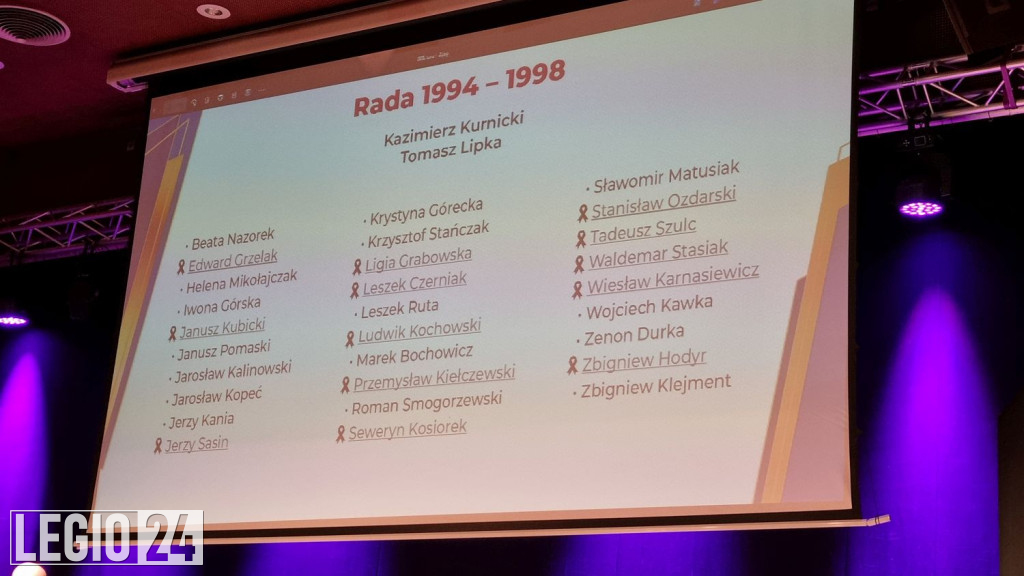 Rada 1994 – 1998
Kazimierz Kurnicki
Tomasz Lipka
• Beata Nazorek
Edward Grzelak
• Helena Mikołajczak
• Iwona Górska
Janusz Kubicki
• Janusz Pomaski
• Jarosław Kalinowski
• Jarosław Kopeć
• Jerzy Kania
Jerzy Sasin
• Krystyna Górecka
• Krzysztof Stańczak
Ligia Grabowska
Leszek Czerniak
• Leszek Ruta
Ludwik Kochowski
• Marek Bochowicz
Przemysław Kiełczewski
• Roman Smogorzewski
Seweryn Kosiorek
• Sławomir Matusiak
Stanisław Ozdarski
Tadeusz Szulc
Waldemar Stasiak
Wiesław Karnasiewicz
• Wojciech Kawka
• Zenon Durka
Zbigniew Hodyr
• Zbigniew Klejment
LEGIO 24